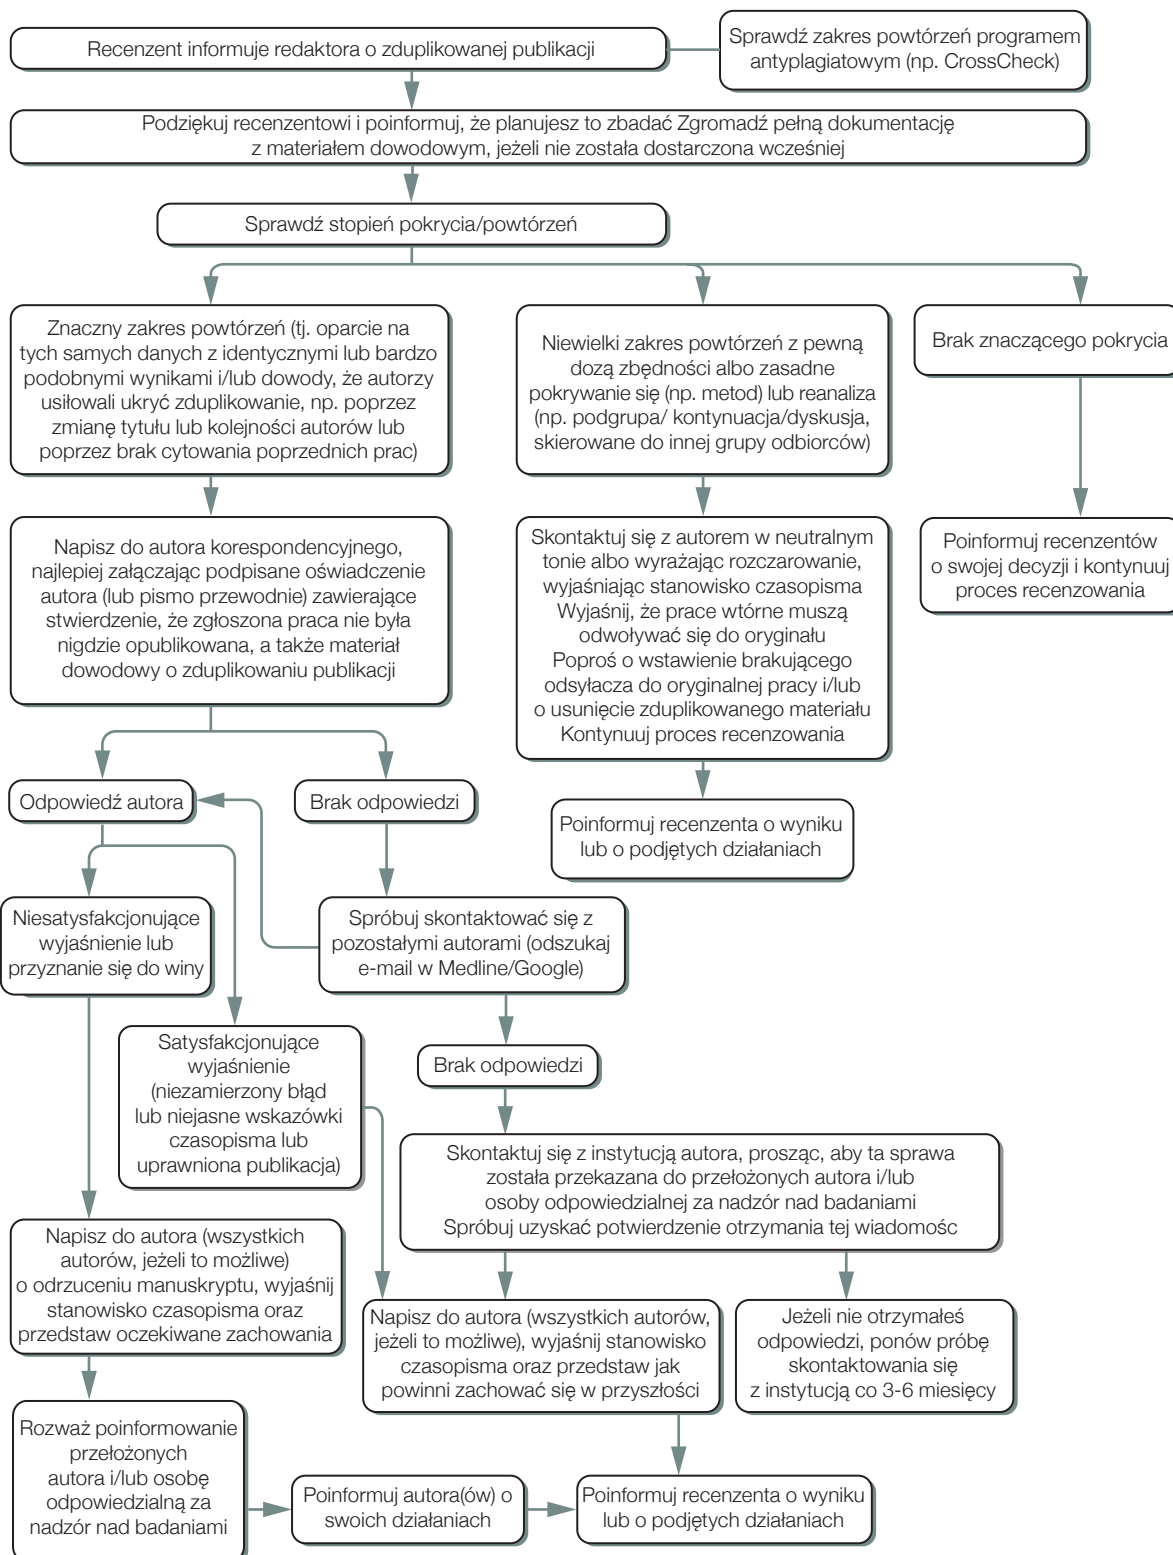 Recenzent informuje redaktora o zduplikowanej publikacji
Sprawdź zakres powtórzeń programem
antyplagiatowym (np. CrossCheck)
Podziękuj recenzentowi i poinformuj, że planujesz to zbadać Zgromadź pełną dokumentację
z materiałem dowodowym, jeżeli nie została dostarczona wcześniej
Sprawdź stopień pokrycia/powtórzeń
Znaczny zakres powtórzeń (tj. oparcie na
tych samych danych z identycznymi lub bardzo
podobnymi wynikami i/lub dowody, że autorzy
usiłowali ukryć zduplikowanie, np. poprzez
zmianę tytułu lub kolejności autorów lub
poprzez brak cytowania poprzednich prac)
Niewielki zakres powtórzeń z pewną
dozą zbędności albo zasadne
pokrywanie się (np. metod) lub reanaliza
(np. podgrupa/ kontynuacja/dyskusja,
skierowane do innej grupy odbiorców)
Brak znaczącego pokrycia
Napisz do autora korespondencyjnego,
najlepiej załączając podpisane oświadczenie
autora (lub pismo przewodnie) zawierające
stwierdzenie, że zgłoszona praca nie była
nigdzie opublikowana, a także materiał
dowodowy o zduplikowaniu publikacji
Skontaktuj się z autorem w neutralnym
tonie albo wyrażając rozczarowanie,
wyjaśniając stanowisko czasopisma
Wyjaśnij, że prace wtórne muszą
odwoływać się do oryginału
Poproś o wstawienie brakującego
odsyłacza do oryginalnej pracy i/lub
o usunięcie zduplikowanego materiału
Kontynuuj proces recenzowania
Poinformuj recenzentów
o swojej decyzji i kontynuuj
proces recenzowania
Odpowiedź autora
Brak odpowiedzi
Poinformuj recenzenta o wyniku
lub o podjętych działaniach
Niesatysfakcjonujące
wyjaśnienie lub
przyznanie się do winy
Spróbuj skontaktować się z
pozostałymi autorami (odszukaj
e-mail w Medline/Google)
Satysfakcjonujące
wyjaśnienie
(niezamierzony błąd
lub niejasne wskazówki
czasopisma lub
uprawniona publikacja)
Brak odpowiedzi
Skontaktuj się z instytucją autora, prosząc, aby ta sprawa
została przekazana do przełożonych autora i/lub
osoby odpowiedzialnej za nadzór nad badaniami
Spróbuj uzyskać potwierdzenie otrzymania tej wiadomośc
Napisz do autora (wszystkich
autorów, jeżeli to możliwe)
o odrzuceniu manuskryptu, wyjaśnij
stanowisko czasopisma oraz
przedstaw oczekiwane zachowania
Napisz do autora (wszystkich autorów,
jeżeli to możliwe), wyjaśnij stanowisko
czasopisma oraz przedstaw jak
powinni zachować się w przyszłości
Jeżeli nie otrzymałeś
odpowiedzi, ponów próbę
skontaktowania się
z instytucją co 3-6 miesięcy
Rozważ poinformowanie
przełożonych
autora i/lub osobę
odpowiedzialną za
nadzór nad badaniami
Poinformuj autora(ów) o
swoich działaniach
Poinformuj recenzenta o wyniku
lub o podjętych działaniach